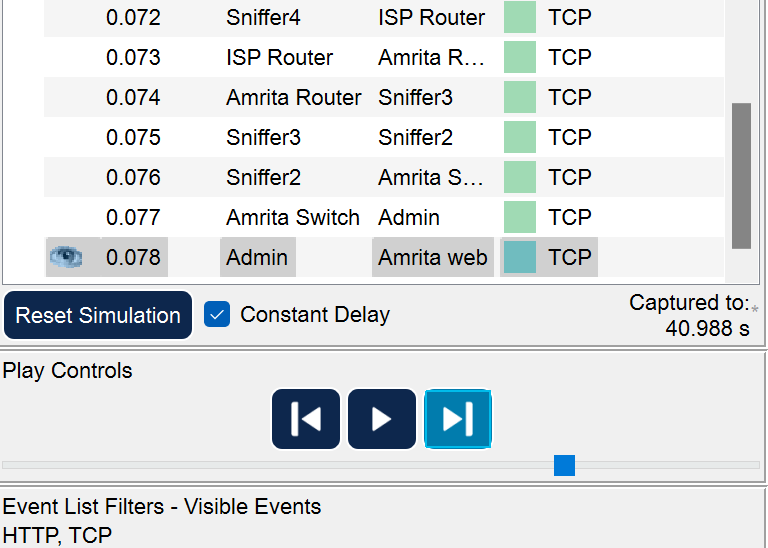 0.072 Sniffer4 ISP Router TCP
0.073 ISP Router Amrita R... TCP
0.074 Amrita Router Sniffer3 TCP
0.075 Sniffer3 Sniffer2 TCP
0.076 Sniffer2 Amrita S... TCP
0.077 Amrita Switch Admin TCP
0.078 Admin Amrita web TCP
Reset Simulation Constant Delay Captured to:*
40.988 s
Play Controls
Event List Filters - Visible Events
HTTP, TCP